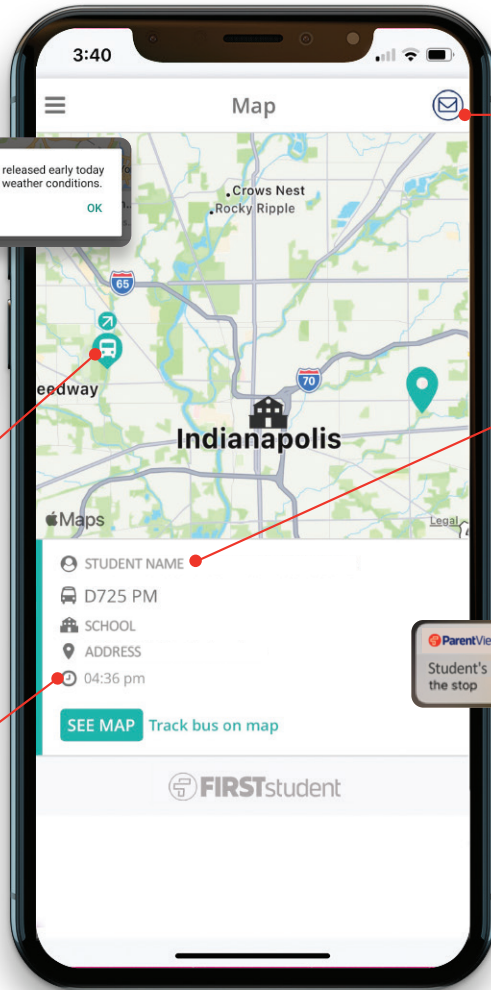 3:40
Map
released early today
weather conditions.
OK
Crows Nest
Rocky Ripple
65
eedway
70
Indianapolis
Maps
Legal
STUDENT NAME
D725 PM
SCHOOL
ADDRESS
04:36 pm
SEE MAP Track bus on map
ParentVie
Student's
the stop
FIRSTstudent